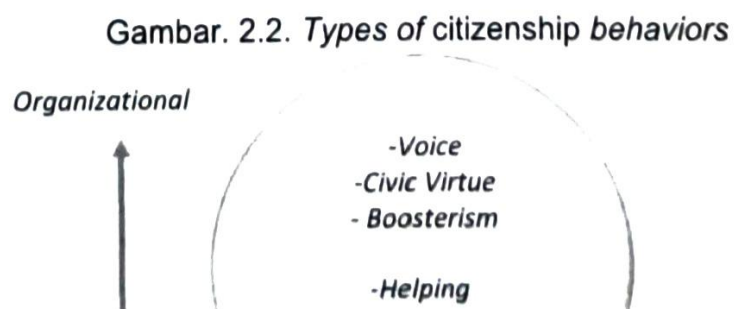 Gambar. 2.2. Types of citizenship behaviors
Organizational
-Voice
-Civic Virtue
- Boosterism
-Helping